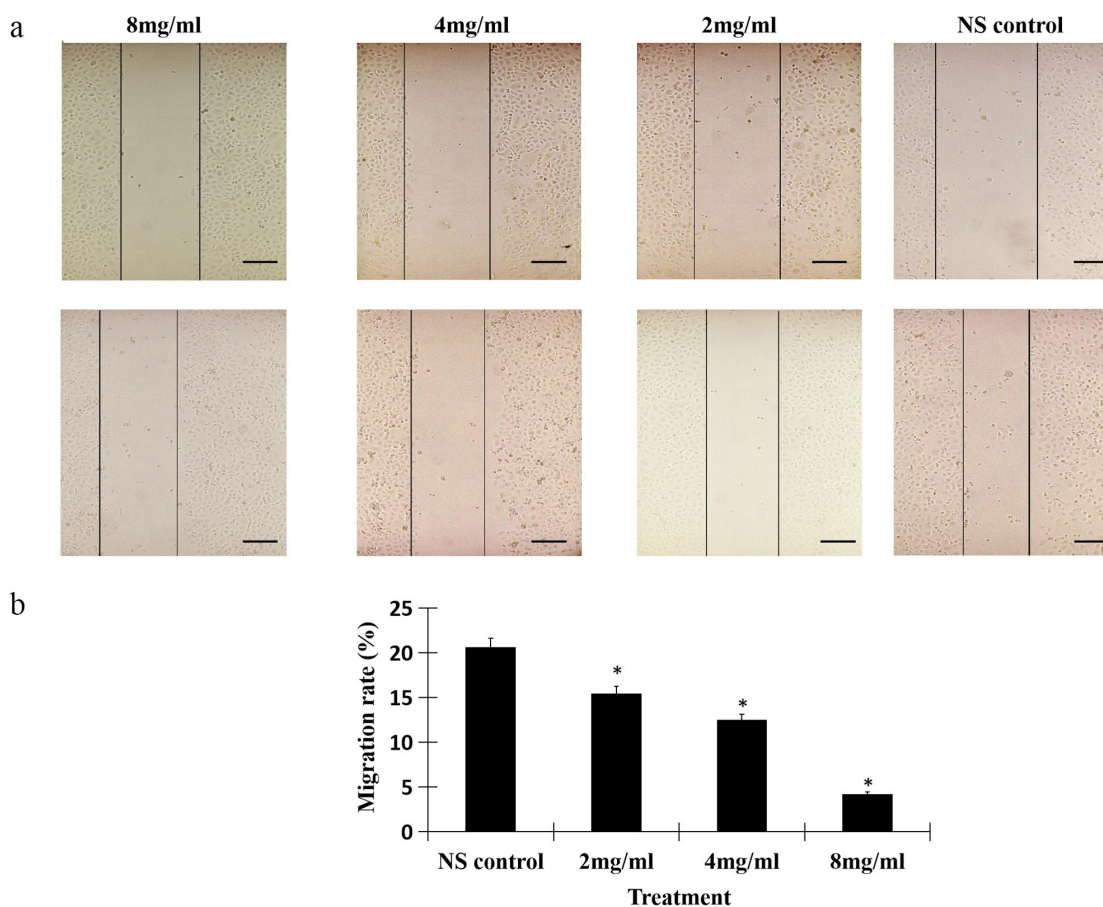 a
8mg/ml 4mg/ml 2mg/ml NS control
b
25
20
15
10
5
0
Migration rate (%)
*
*
*
NS control 2mg/ml 4mg/ml 8mg/ml
Treatment